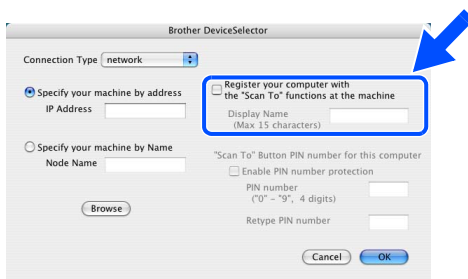 Brother DeviceSelector
Connection Type network
Specify your machine by address
IP Address
Specify your machine by Name
Node Name
Browse
Register your computer with
the "Scan To" functions at the machine
Display Name
(Max 15 characters)
"Scan To" Button PIN number for this computer
Enable PIN number protection
PIN number
("0" - "9", 4 digits)
Retype PIN number
Cancel OK